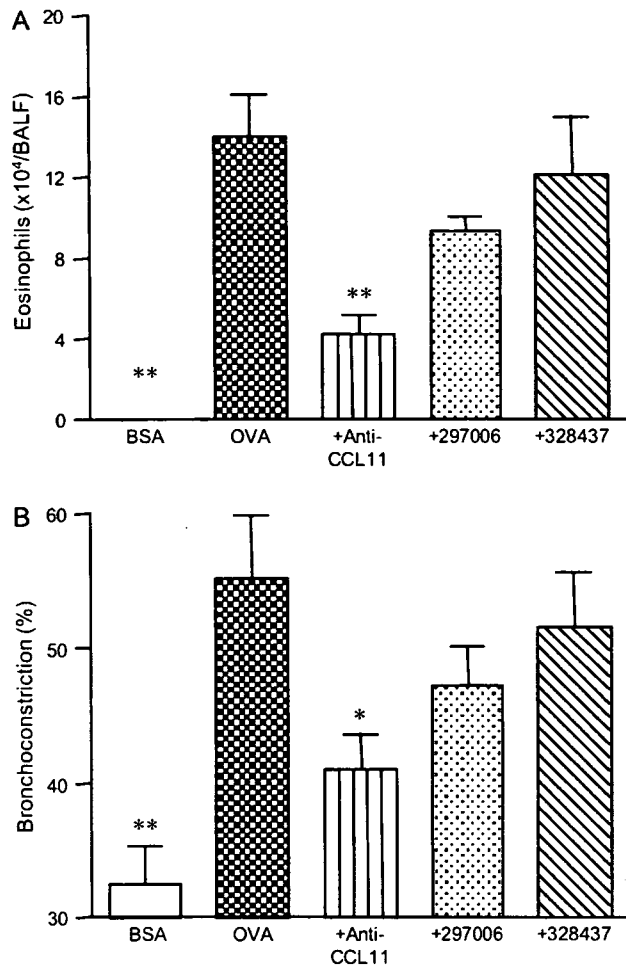 A
Eosinophils (x10⁴/BALF)
20
16
12
8
4
0
**
**
BSA
OVA
+Anti-
CCL11
+297006
+328437
B
Bronchoconstriction (%)
60
50
40
30
**
*
BSA
OVA
+Anti-
CCL11
+297006
+328437